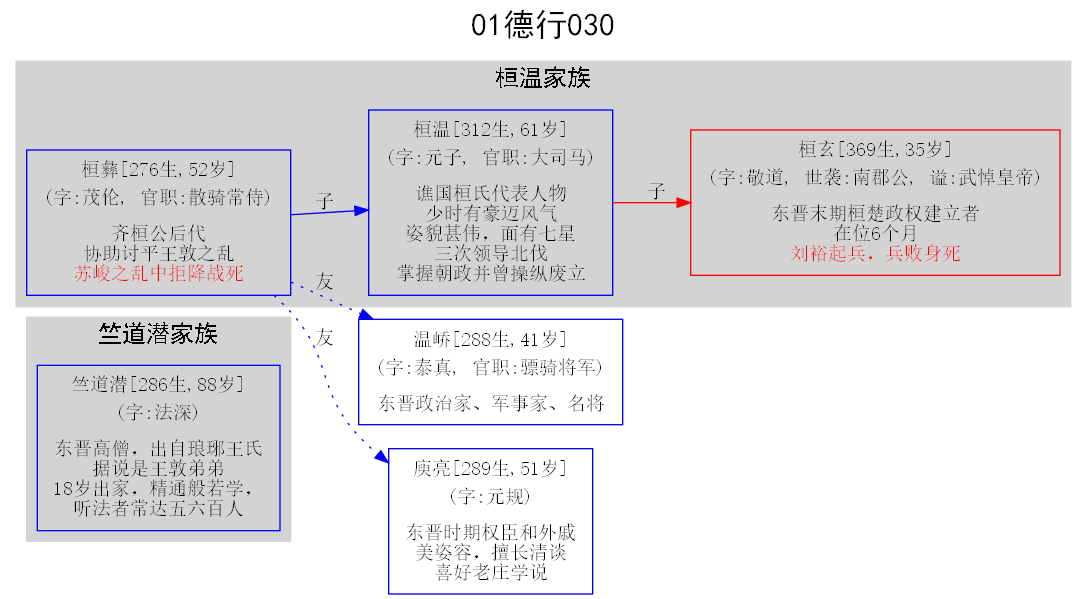 01德行030
桓温家族
桓彝[276生,52岁]
(字:茂伦, 官职:散骑常侍)
齐桓公后代
协助讨平王敦之乱
苏峻之乱中拒降战死
子
桓温[312生,61岁]
(字:元子, 官职:大司马)
谯国桓氏代表人物
少时有豪迈风气
姿貌甚伟，面有七星
三次领导北伐
掌握朝政并曾操纵废立
子
桓玄[369生,35岁]
(字:敬道, 世袭:南郡公, 谥:武悼皇帝)
东晋末期桓楚政权建立者
在位6个月
刘裕起兵，兵败身死
友
友
竺道潜家族
竺道潜[286生,88岁]
(字:法深)
东晋高僧，出自琅琊王氏
据说是王敦弟弟
18岁出家，精通般若学，
听法者常达五六百人
温峤[288生,41岁]
(字:泰真, 官职:骠骑将军)
东晋政治家、军事家、名将
庾亮[289生,51岁]
(字:元规)
东晋时期权臣和外戚
美姿容，擅长清谈
喜好老庄学说